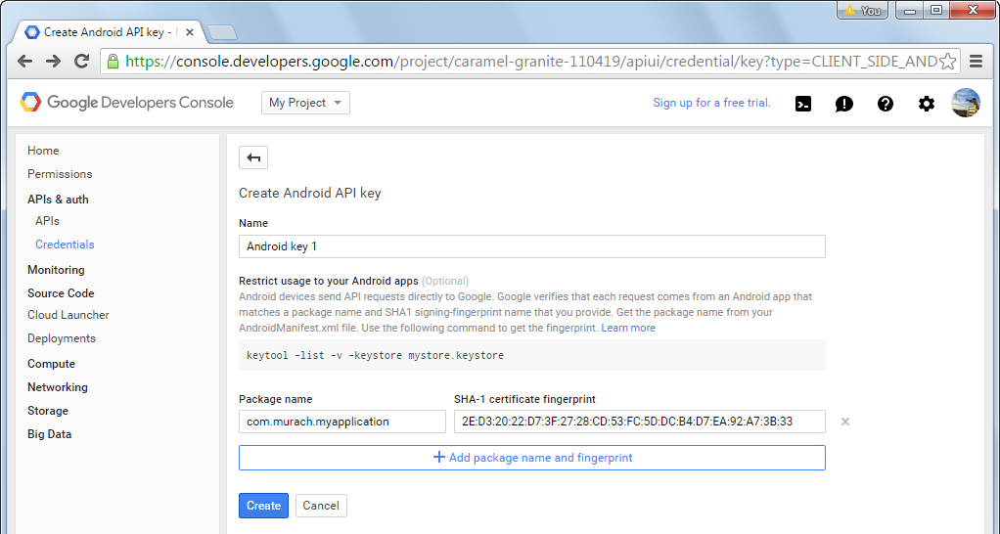 You
Create Android API key -
https://console.developers.google.com/project/caramel-granite-110419/apiui/credential/key?type=CLIENT_SIDE_AND
Google Developers Console
My Project
Sign up for a free trial.
Home
Permissions
APIs & auth
APIs
Credentials
Monitoring
Source Code
Cloud Launcher
Deployments
Compute
Networking
Storage
Big Data
Create Android API key
Name
Android key 1
Restrict usage to your Android apps (Optional)
Android devices send API requests directly to Google. Google verifies that each request comes from an Android app that
matches a package name and SHA1 signing-fingerprint name that you provide. Get the package name from your
AndroidManifest.xml file. Use the following command to get the fingerprint. Learn more
keytool -list -v -keystore mystore.keystore
Package name SHA-1 certificate fingerprint
com.murach.myapplication 2E:D3:20:22:D7:3F:27:28:CD:53:FC:5D:DC:B4:D7:EA:92:A7:3B:33
Add package name and fingerprint
Create Cancel